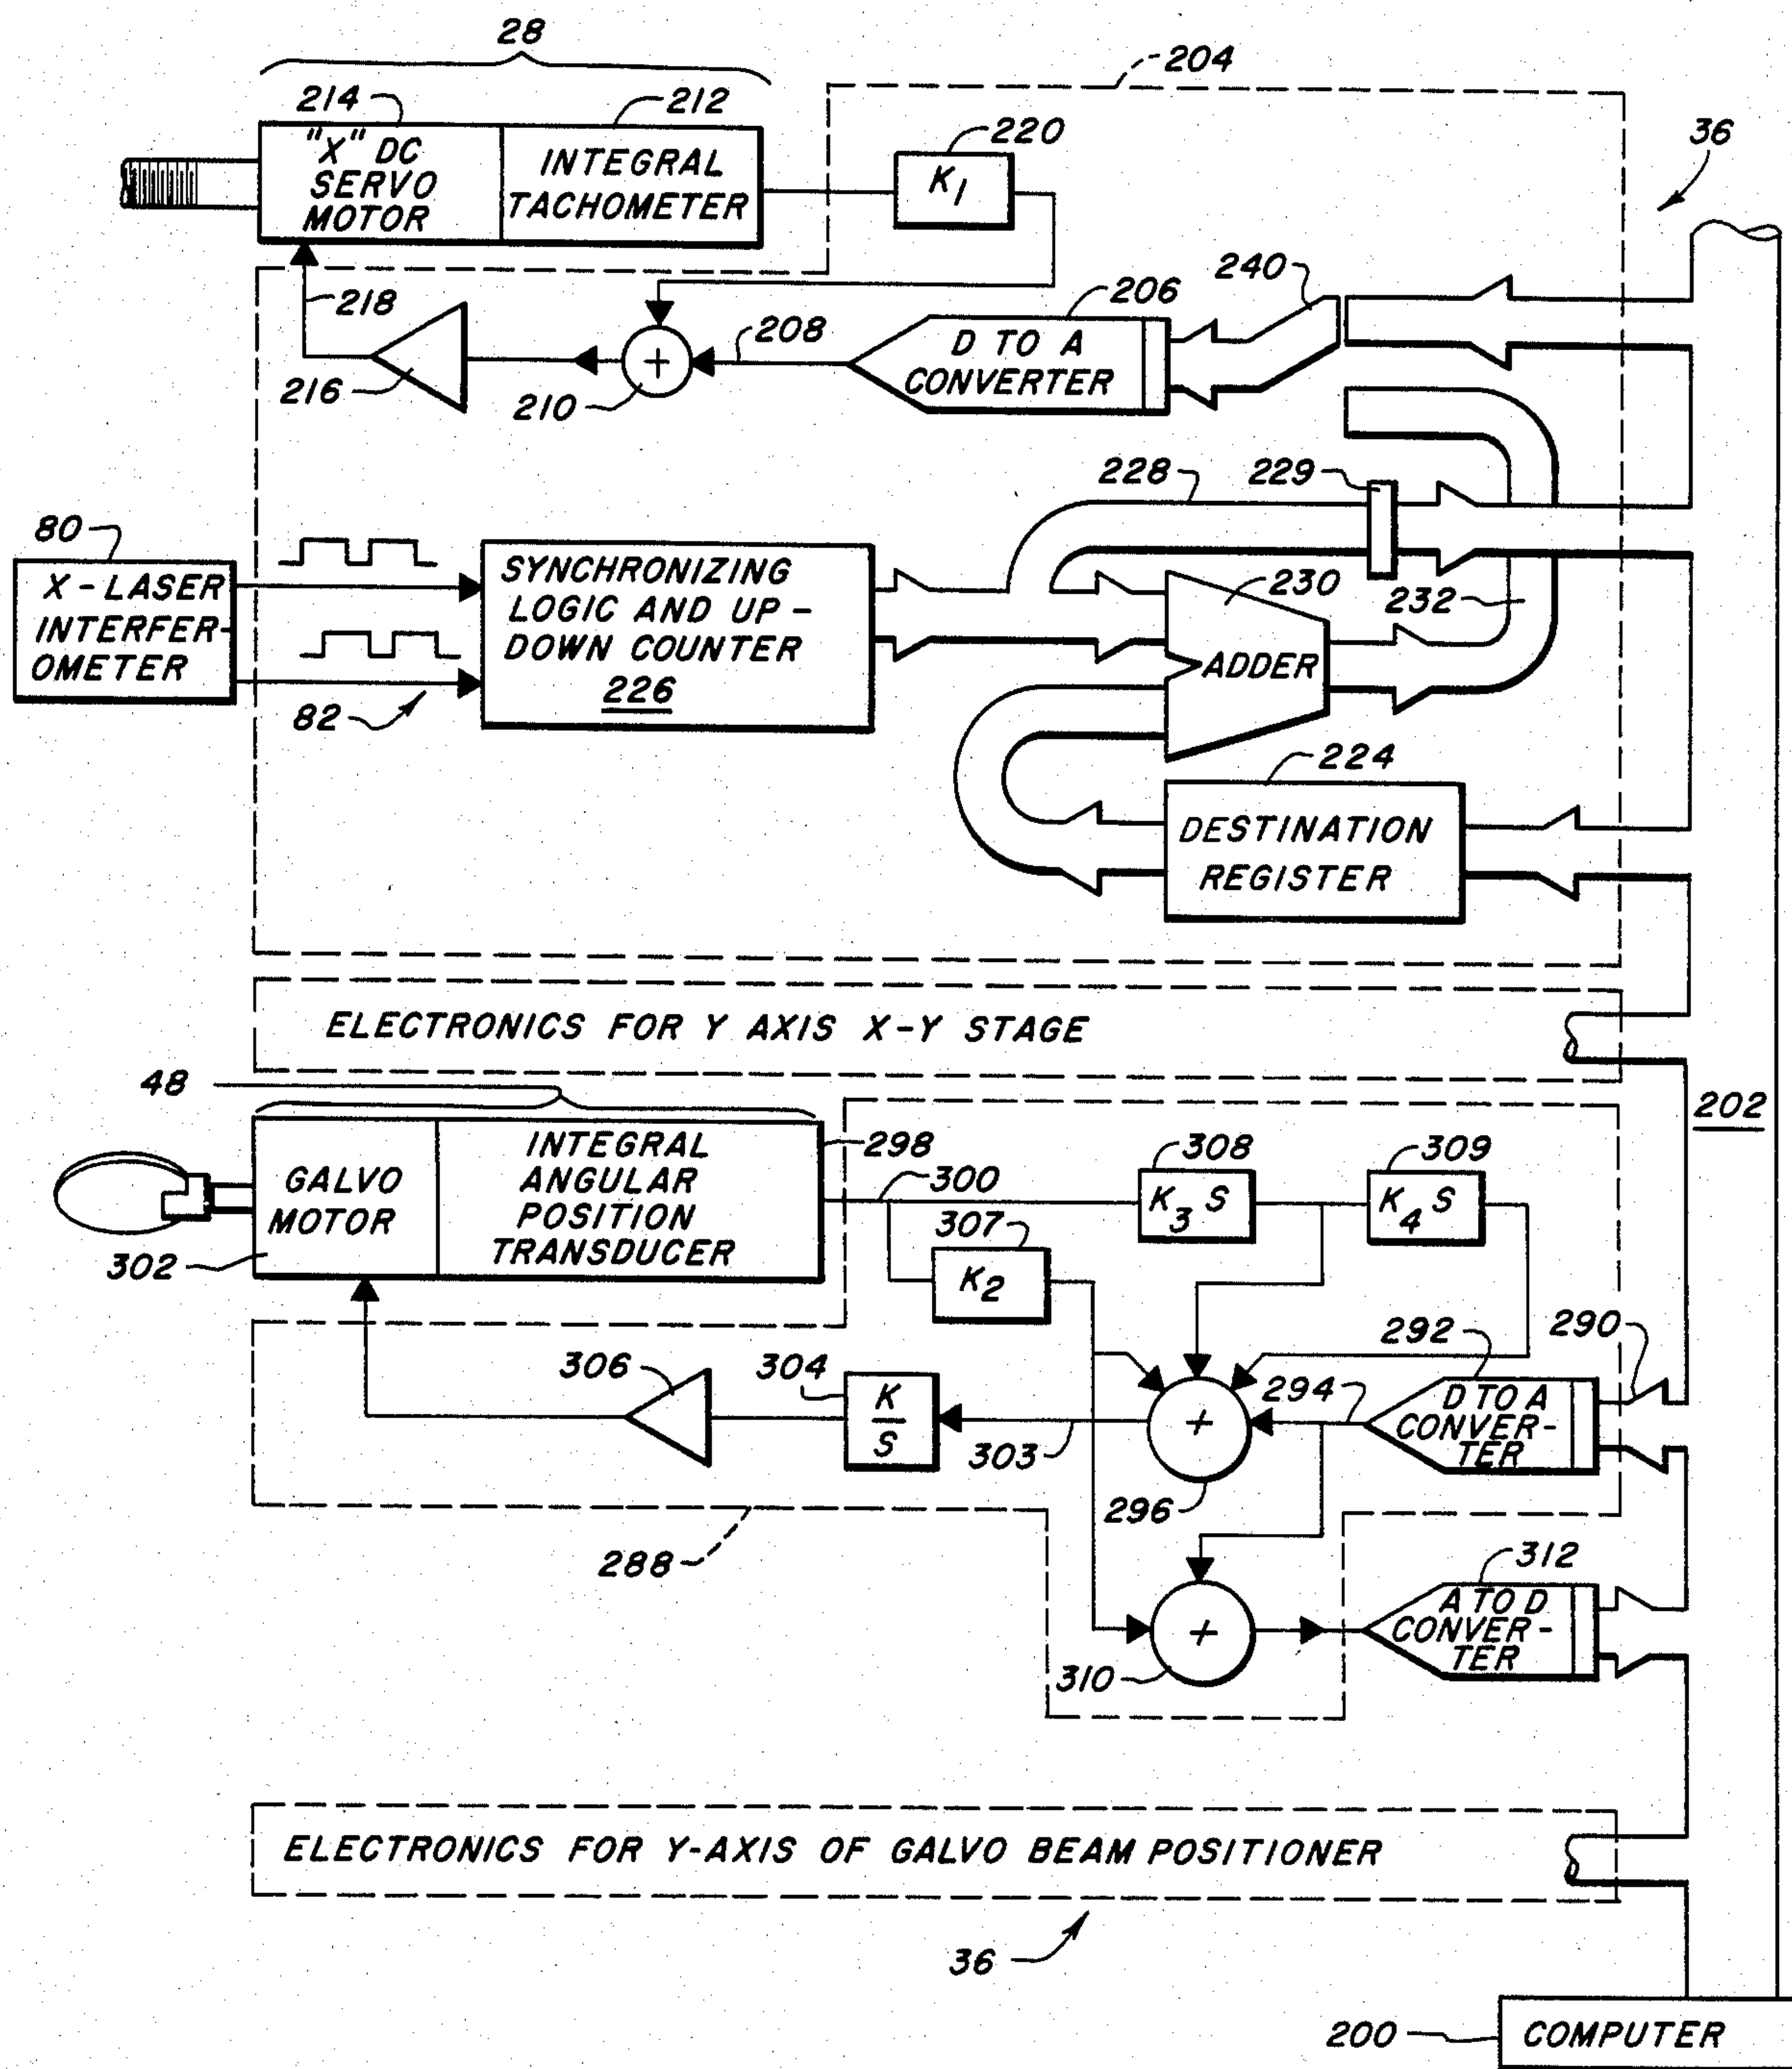 28
204
214
212
220
36
"X" DC
SERVO
MOTOR
INTEGRAL
TACHOMETER
K1
240
218
208
206
D TO A
CONVERTER
216
210
+
228
229
80
X-LASER
INTERFER-
OMETER
SYNCHRONIZING
LOGIC AND UP-
DOWN COUNTER
226
230
232
ADDER
82
224
DESTINATION
REGISTER
ELECTRONICS FOR Y AXIS X-Y STAGE
48
202
GALVO
MOTOR
INTEGRAL
ANGULAR
POSITION
TRANSDUCER
298
300
308
309
K3 S
K4 S
307
302
K2
292
290
306
304
294
K
S
+
D TO A
CONVER-
TER
303
296
288
312
A TO D
CONVER-
TER
+
310
ELECTRONICS FOR Y-AXIS OF GALVO BEAM POSITIONER
36
200
COMPUTER